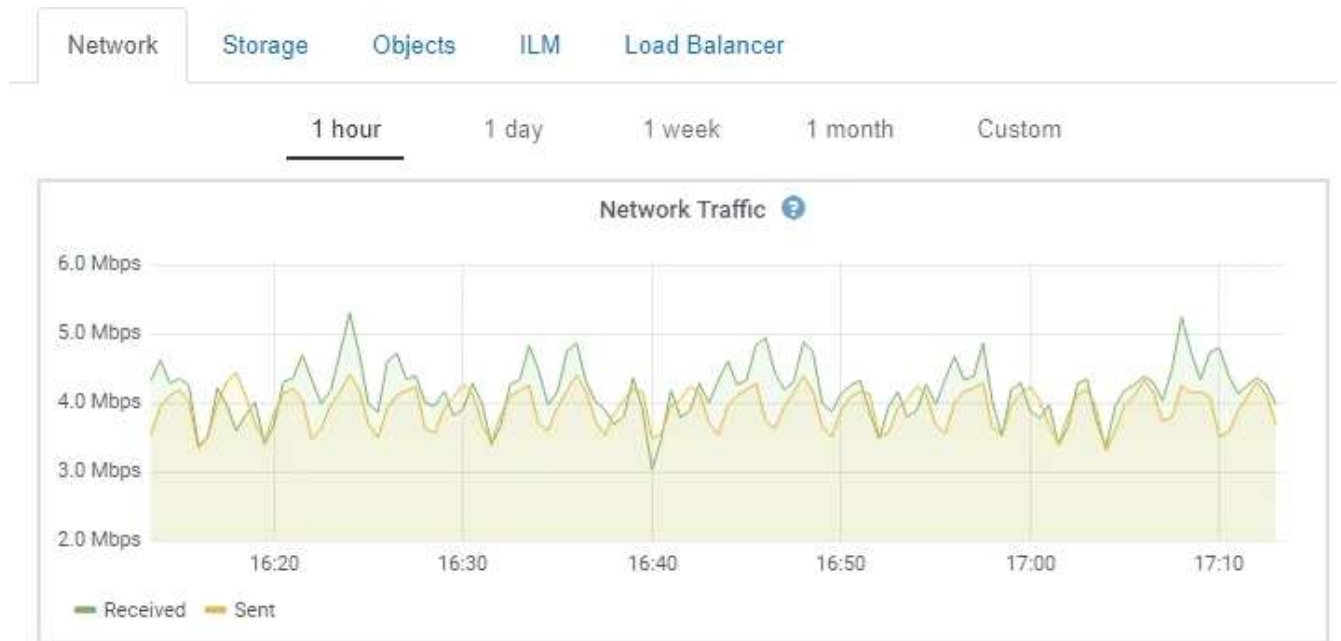 Network Storage Objects ILM Load Balancer
1 hour 1 day 1 week 1 month Custom
Network Traffic ?
6.0 Mbps
5.0 Mbps
4.0 Mbps
3.0 Mbps
2.0 Mbps
16:20 16:30 16:40 16:50 17:00 17:10
Received Sent